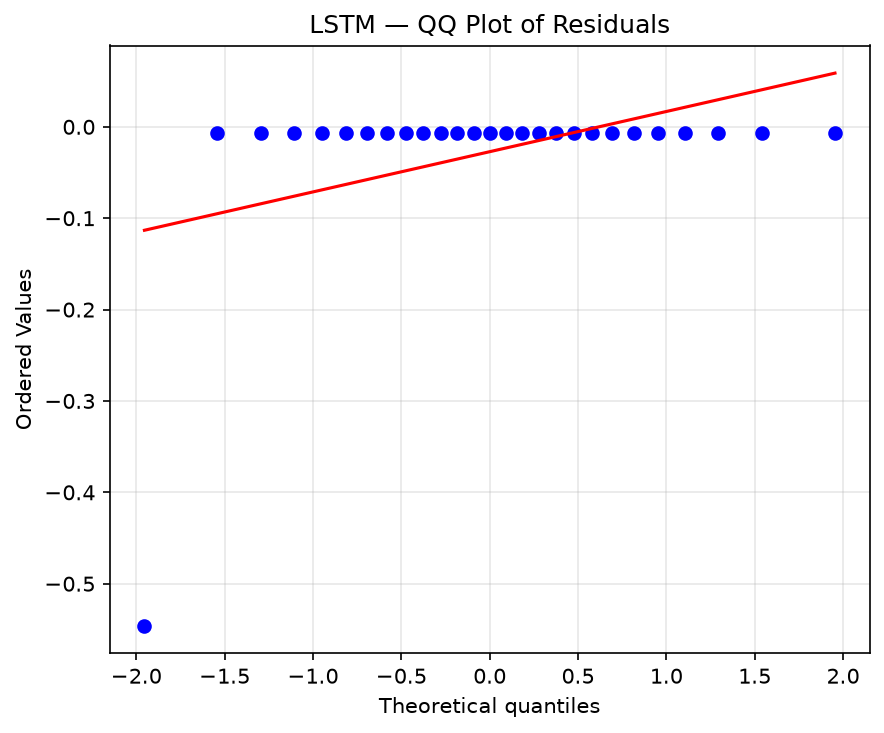 LSTM — QQ Plot of Residuals
Ordered Values
0.0
−0.1
−0.2
−0.3
−0.4
−0.5
−2.0 −1.5 −1.0 −0.5 0.0 0.5 1.0 1.5 2.0
Theoretical quantiles